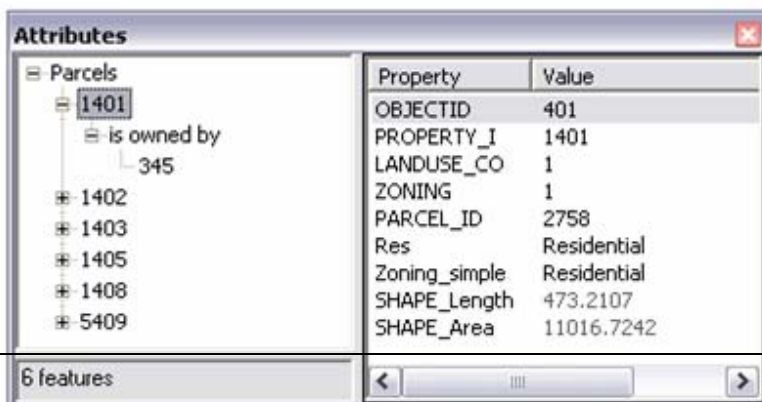 Attributes
Parcels
1401
is owned by
345
1402
1403
1405
1408
5409
6 features
Property Value
OBJECTID 401
PROPERTY_I 1401
LANDUSE_CO 1
ZONING 1
PARCEL_ID 2758
Res Residential
Zoning_simple Residential
SHAPE_Length 473.2107
SHAPE_Area 11016.7242